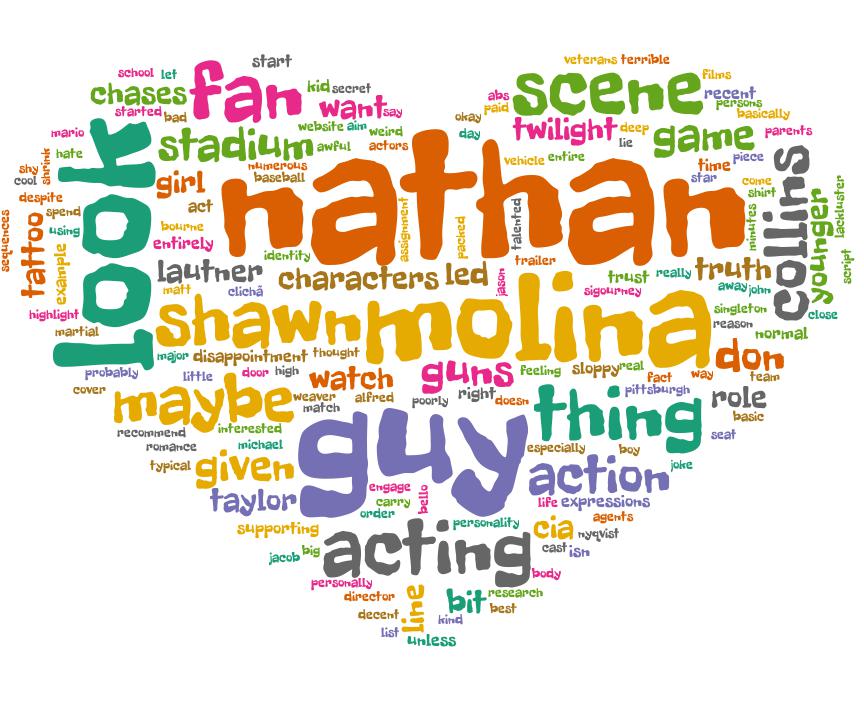 veterans terrible
start
school let
fan
scene
films
chases
kid secret
abs
recent
want say
paid
persons
started bad
okay
basically
website aim weird
twilight deep
game
parents
mario
look
stadium
day
lie
hate
awful actors
vehicle entire
time piece
collins
shy
shrink
numerous
nathan
star
cool
girl
baseball
come
despite
act
assignment
packed
talented
shirt
younger
lackluster
sequences
tattoo
spend
bourne
minutes
using
entirely
identity
trailer
example
lautner
characters led
jason
trust really truth
script
matt clichã
sigourney
away john
close
highlight
shawn
molina
singleton
martial
reason
normal
major disappointment thought
don
probably
little
door high
watch
guns
feeling sloppy real
fact way team
cover
maybe
weaver
alfred
poorly
right
doesn
pittsburgh
role
match
guy
thing
basic
recommend
interested
seat
romance
michael
especially boy
typical
given
action
joke
taylor
engage
bello
life expressions
carry
order
agents
supporting
personality
cia
nyqvist
acting
cast isn
jacob big
body
personally
line
bit
research
director
best
decent
kind
list
unless